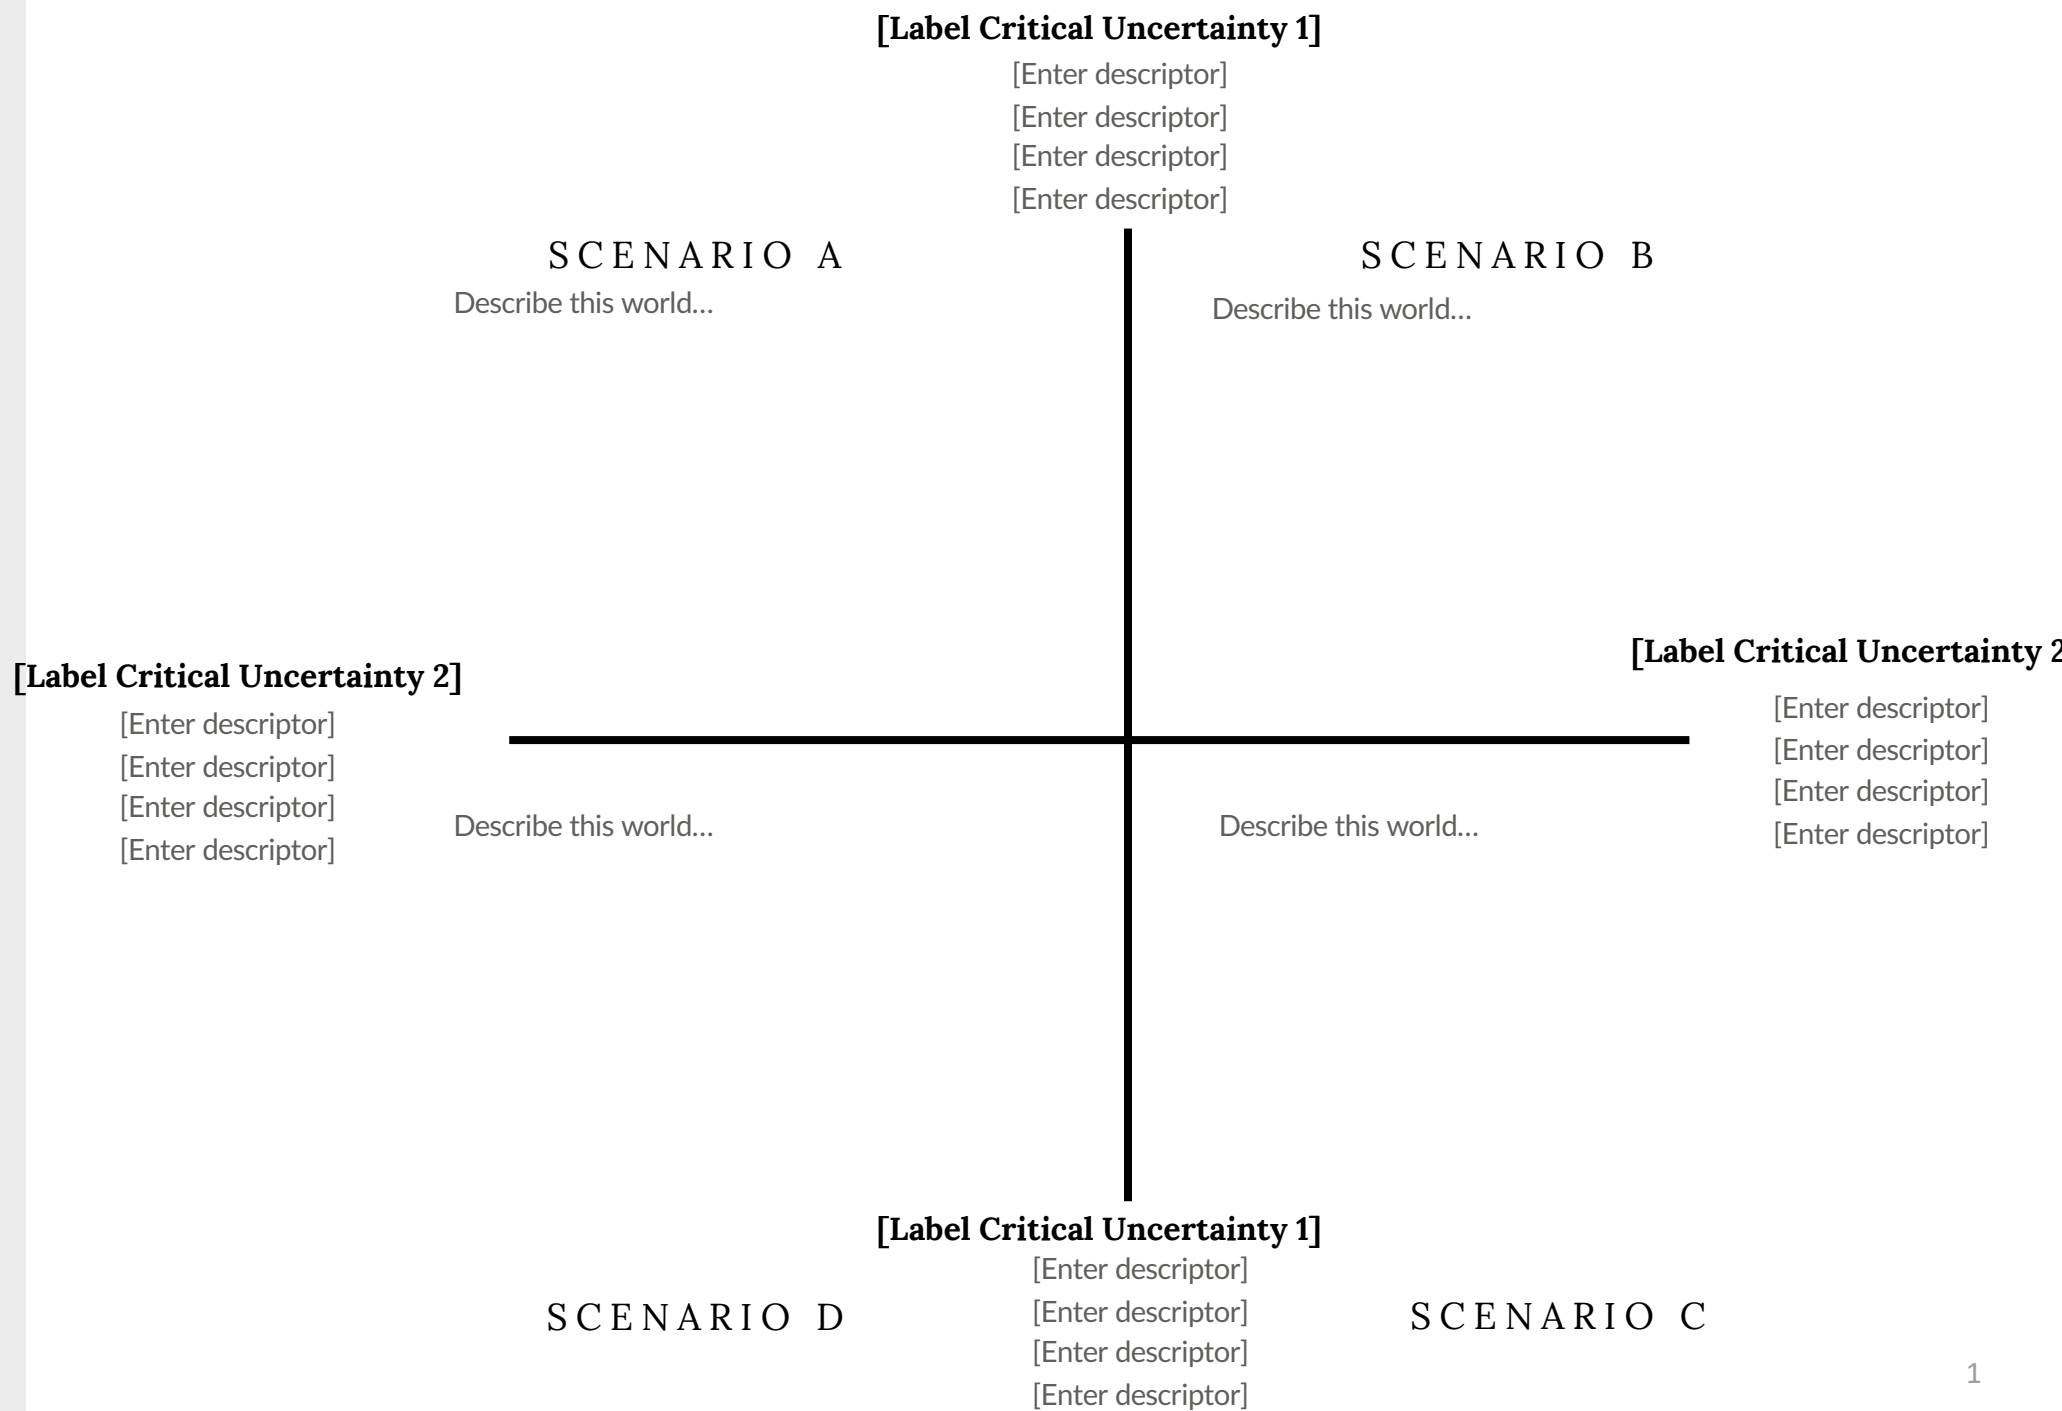 [Label Critical Uncertainty 1]
[Enter descriptor]
[Enter descriptor]
[Enter descriptor]
[Enter descriptor]
SCENARIO A
Describe this world...
SCENARIO B
Describe this world...
[Label Critical Uncertainty 2]
[Enter descriptor]
[Enter descriptor]
[Enter descriptor]
[Enter descriptor]
[Label Critical Uncertainty 2
[Enter descriptor]
[Enter descriptor]
[Enter descriptor]
[Enter descriptor]
Describe this world...
Describe this world...
[Label Critical Uncertainty 1]
[Enter descriptor]
[Enter descriptor]
[Enter descriptor]
[Enter descriptor]
SCENARIO D
SCENARIO C
1